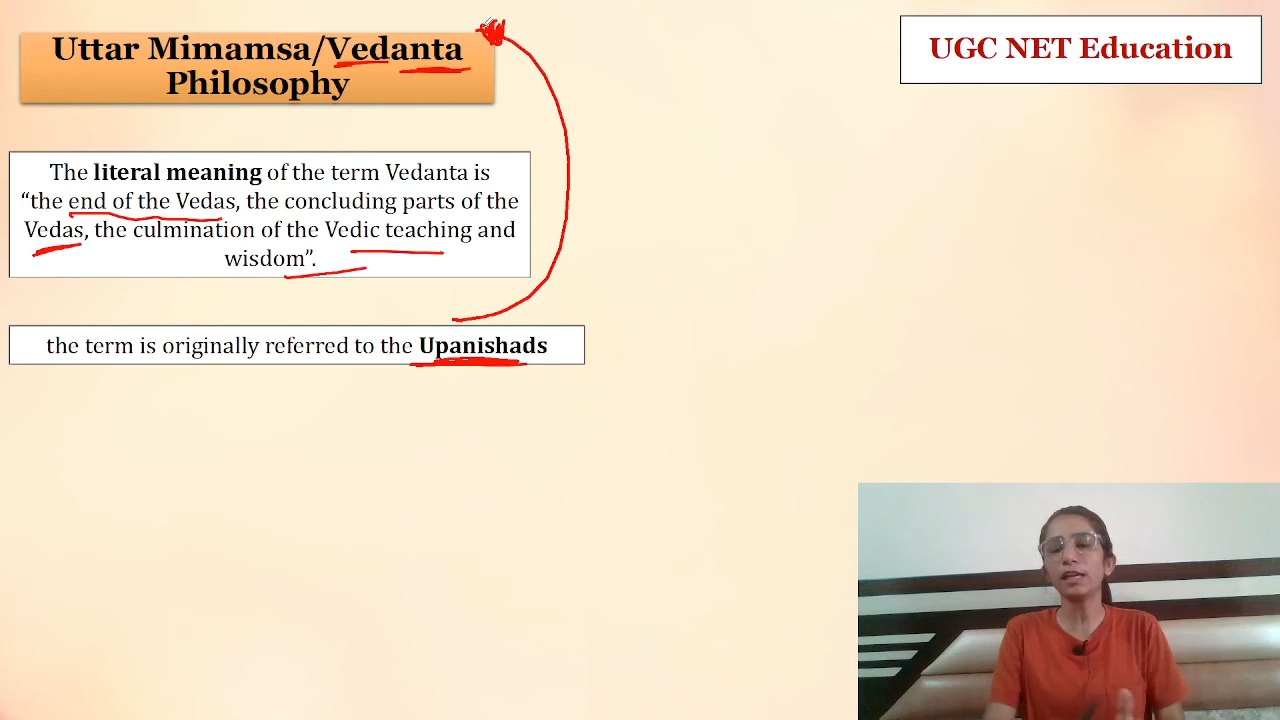 Uttar Mimamsa/Vedanta
Philosophy
UGC NET Education
The literal meaning of the term Vedanta is
“the end of the Vedas, the concluding parts of the
Vedas, the culmination of the Vedic teaching and
wisdom”.
the term is originally referred to the Upanishads